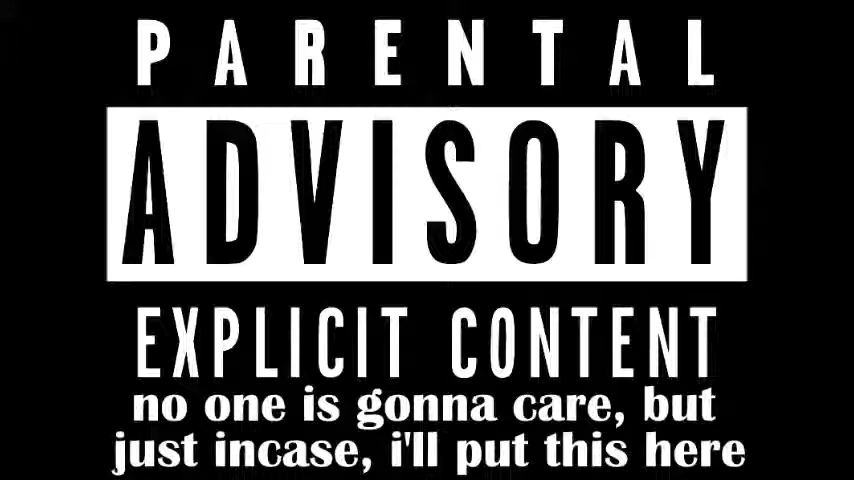 PARENTAL
ADVISORY
EXPLICIT CONTENT
no one is gonna care, but
just incase, i'll put this here